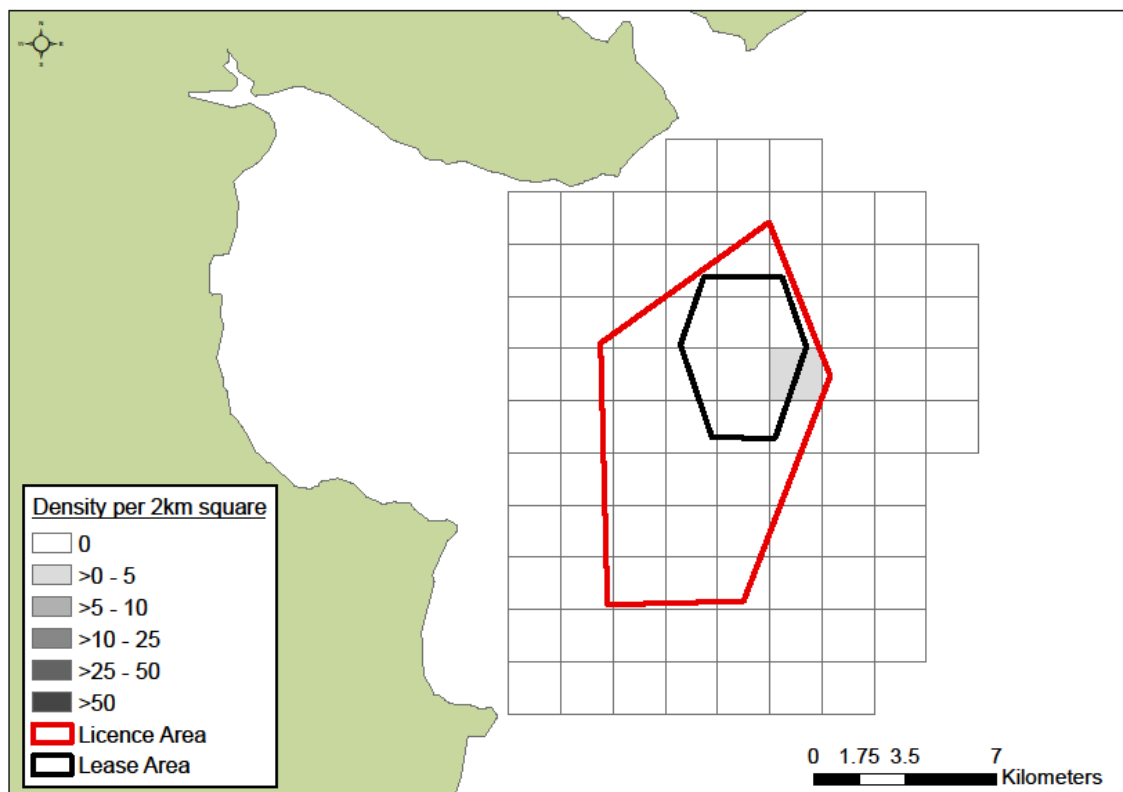 N
E
S
Density per 2km square
0
>0 - 5
>5 - 10
>10 - 25
>25 - 50
>50
Licence Area
Lease Area
0 1.75 3.5 7
Kilometers